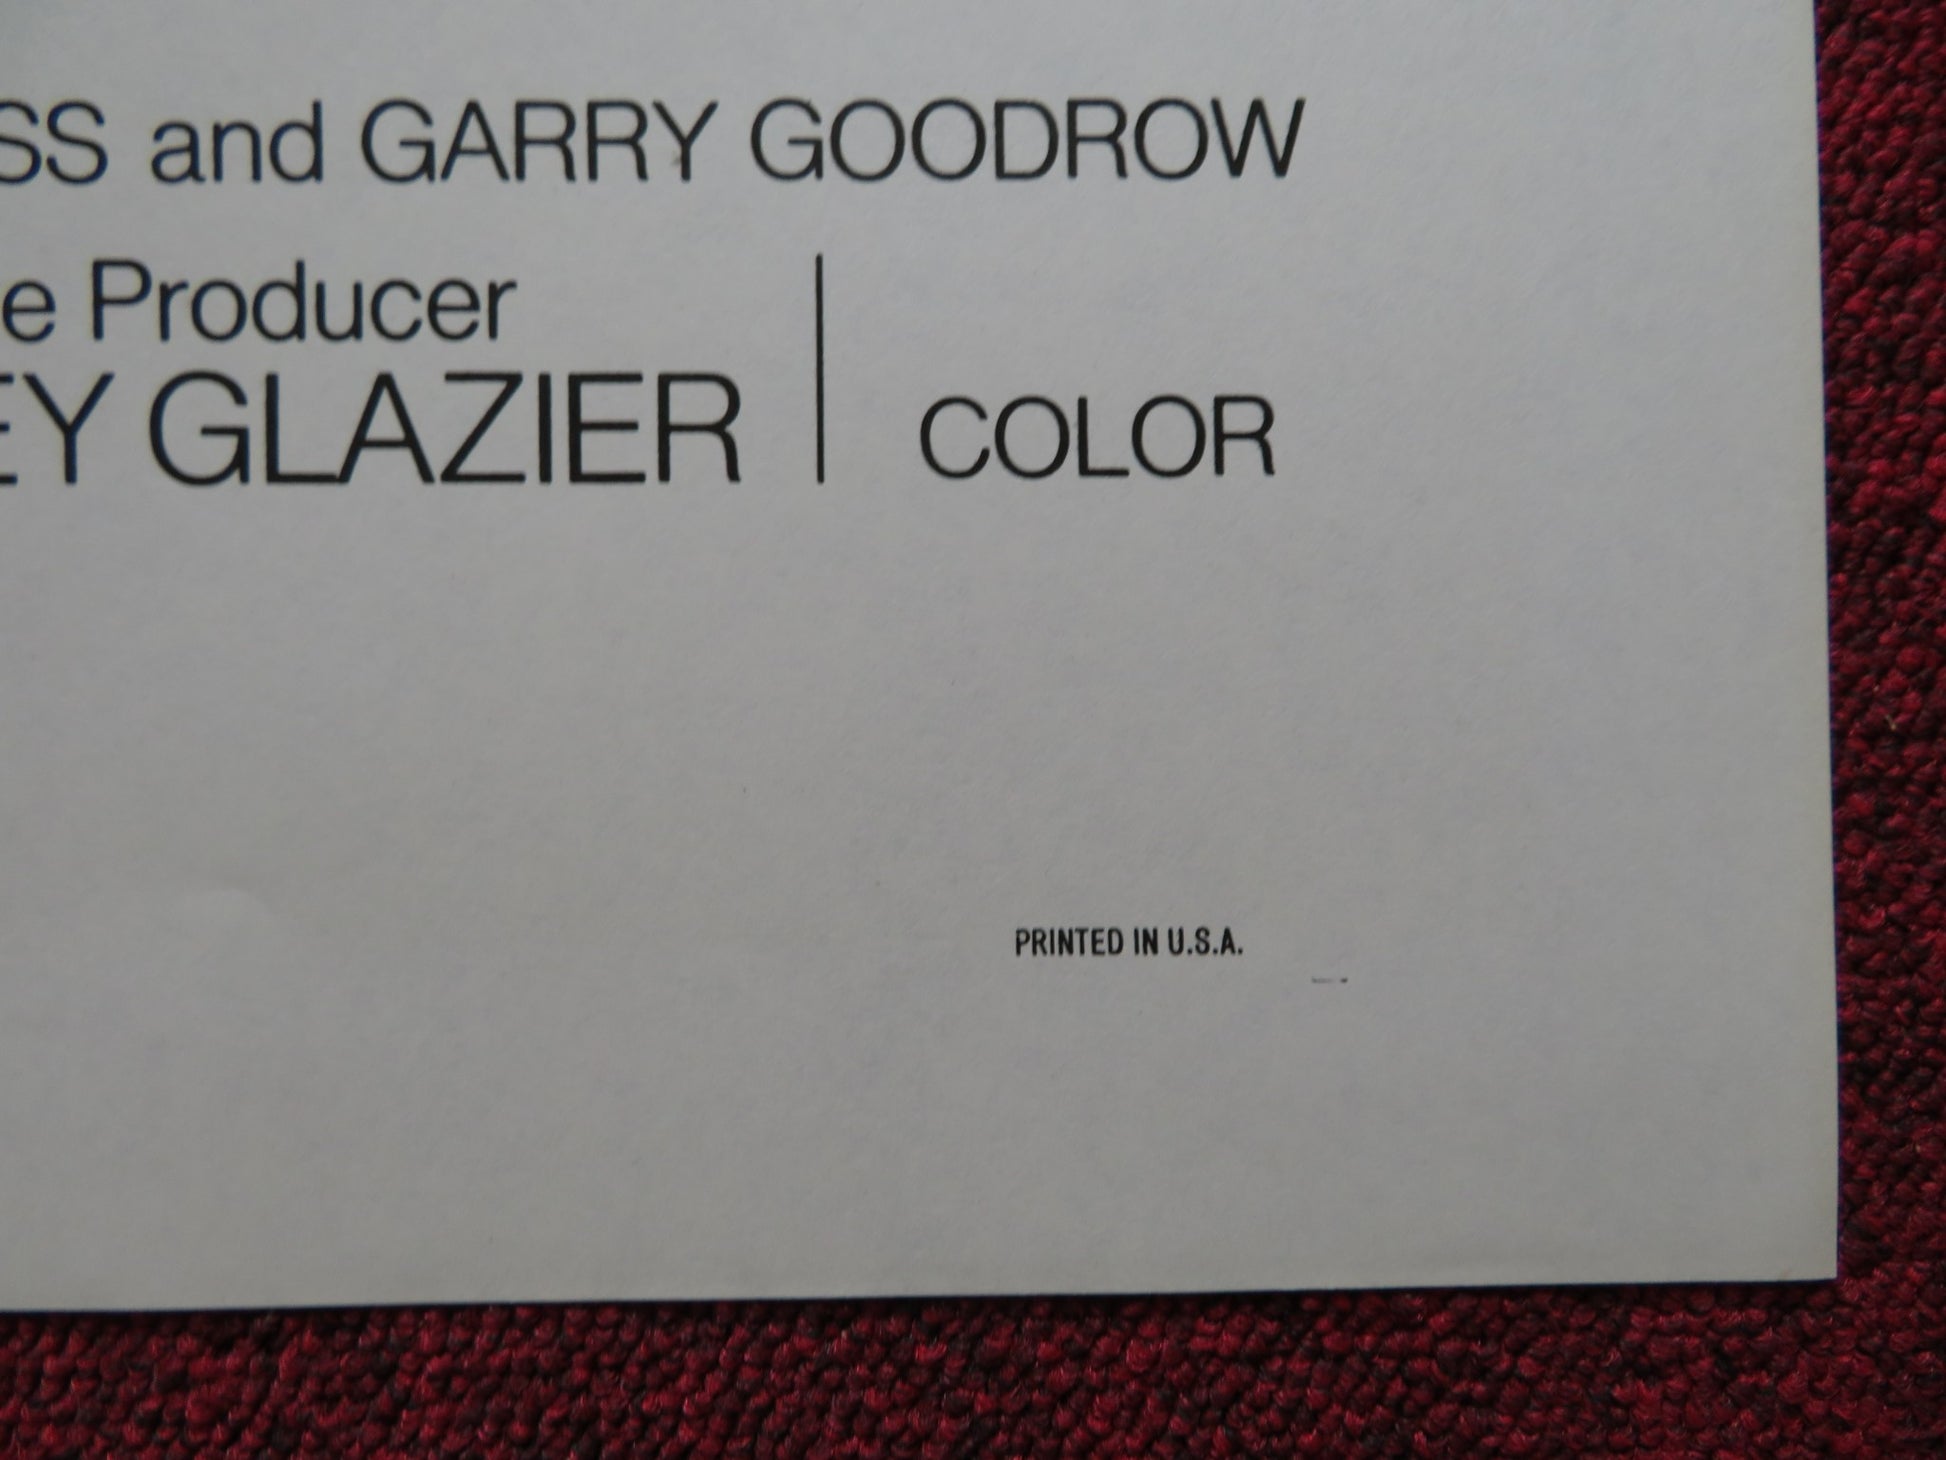 SS and GARRY GOODROW
e Producer
EY GLAZIER | COLOR
PRINTED IN U.S.A.